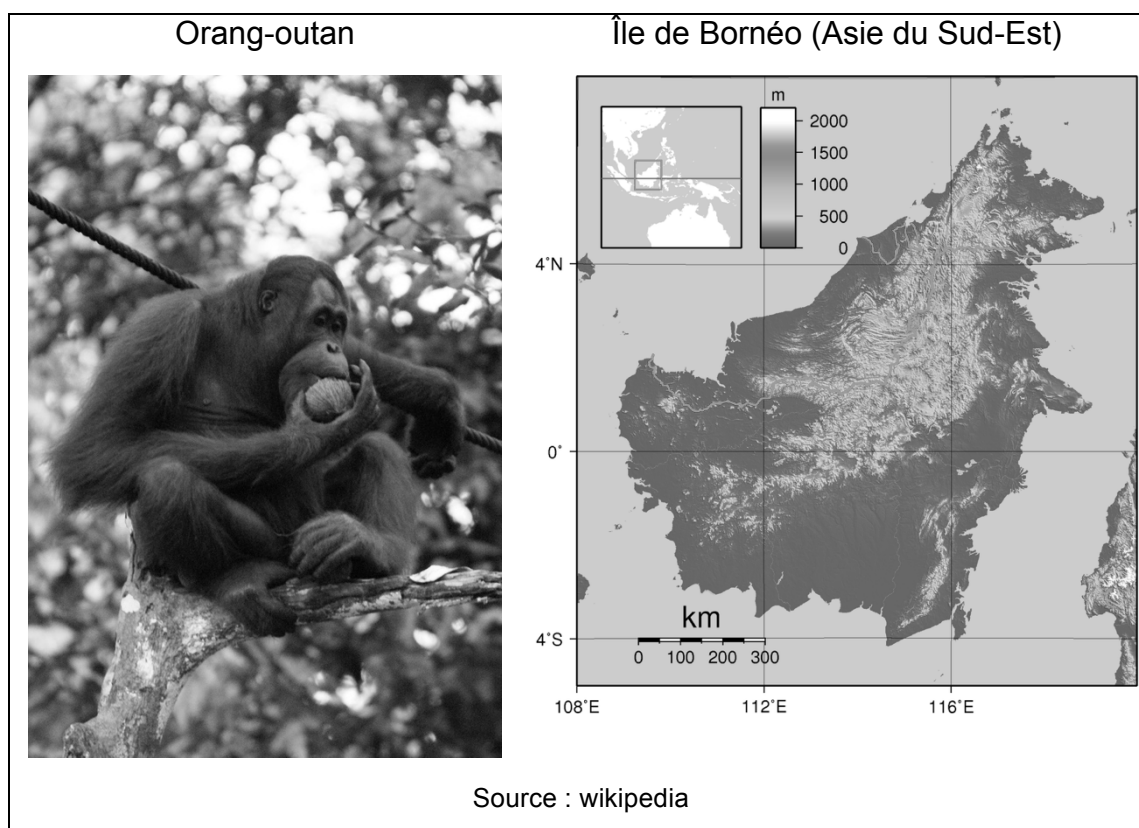 Orang-outan
Île de Bornéo (Asie du Sud-Est)
m
2000
1500
1000
500
0
4°N
0°
4°S
km
0 100 200 300
108°E 112°E 116°E
Source : wikipedia